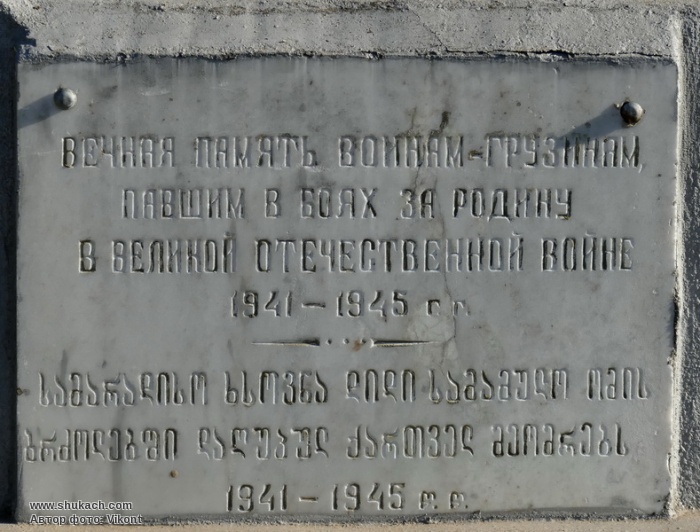 ВЕЧНАЯ ПАМЯТЬ ВОИНАМ-ГРУЗИНАМ,
ПАВШИМ В БОЯХ ЗА РОДИНУ
В ВЕЛИКОЙ ОТЕЧЕСТВЕННОЙ ВОЙНЕ
1941 – 1945 г.г.
სამარადისო ხსოვნა დიდი სამამულო ომის
ბრძოლებში დაღუპულ ქართველ მეომრებს
1941 – 1945 წ.წ.
www.shukach.com
Автор фото: Vikont